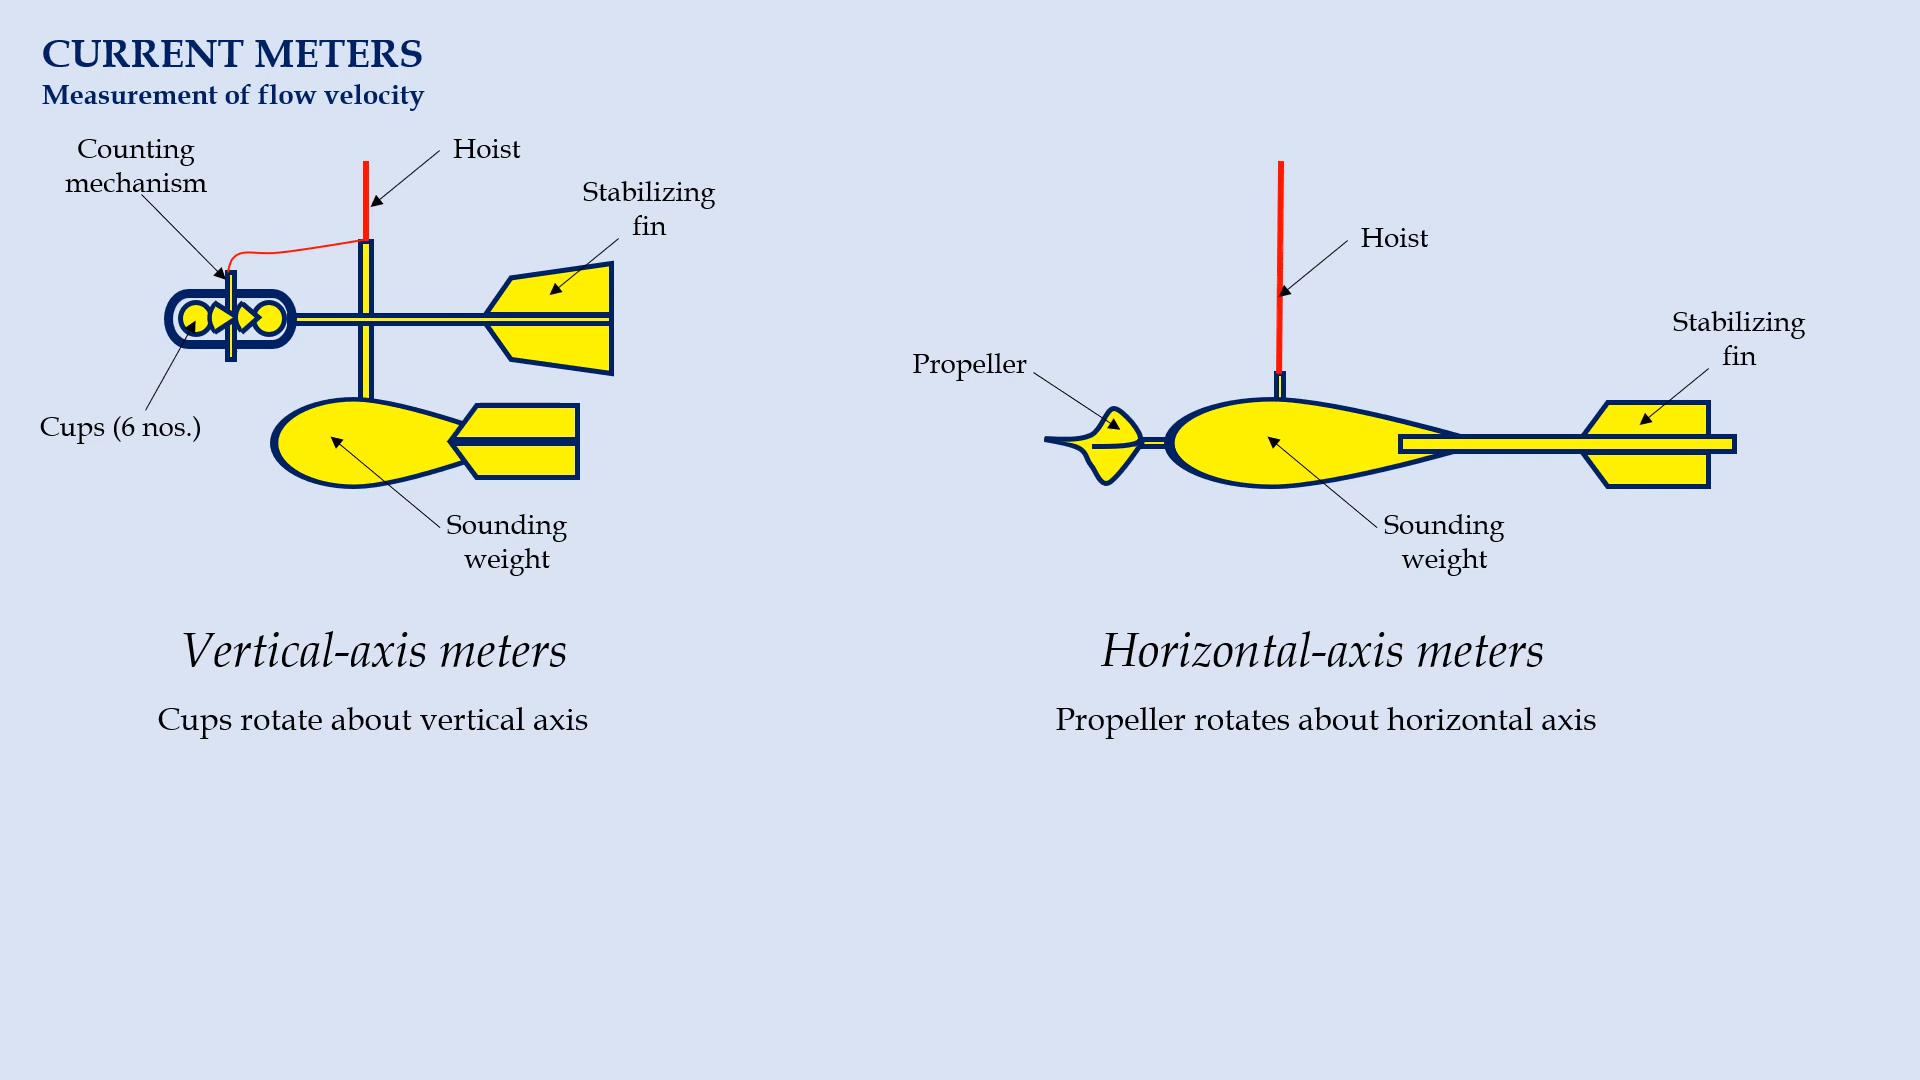 CURRENT METERS
Measurement of flow velocity
Counting
mechanism
Hoist
Stabilizing
fin
Cups (6 nos.)
Sounding
weight
Vertical-axis meters
Cups rotate about vertical axis
Hoist
Stabilizing
fin
Propeller
Sounding
weight
Horizontal-axis meters
Propeller rotates about horizontal axis